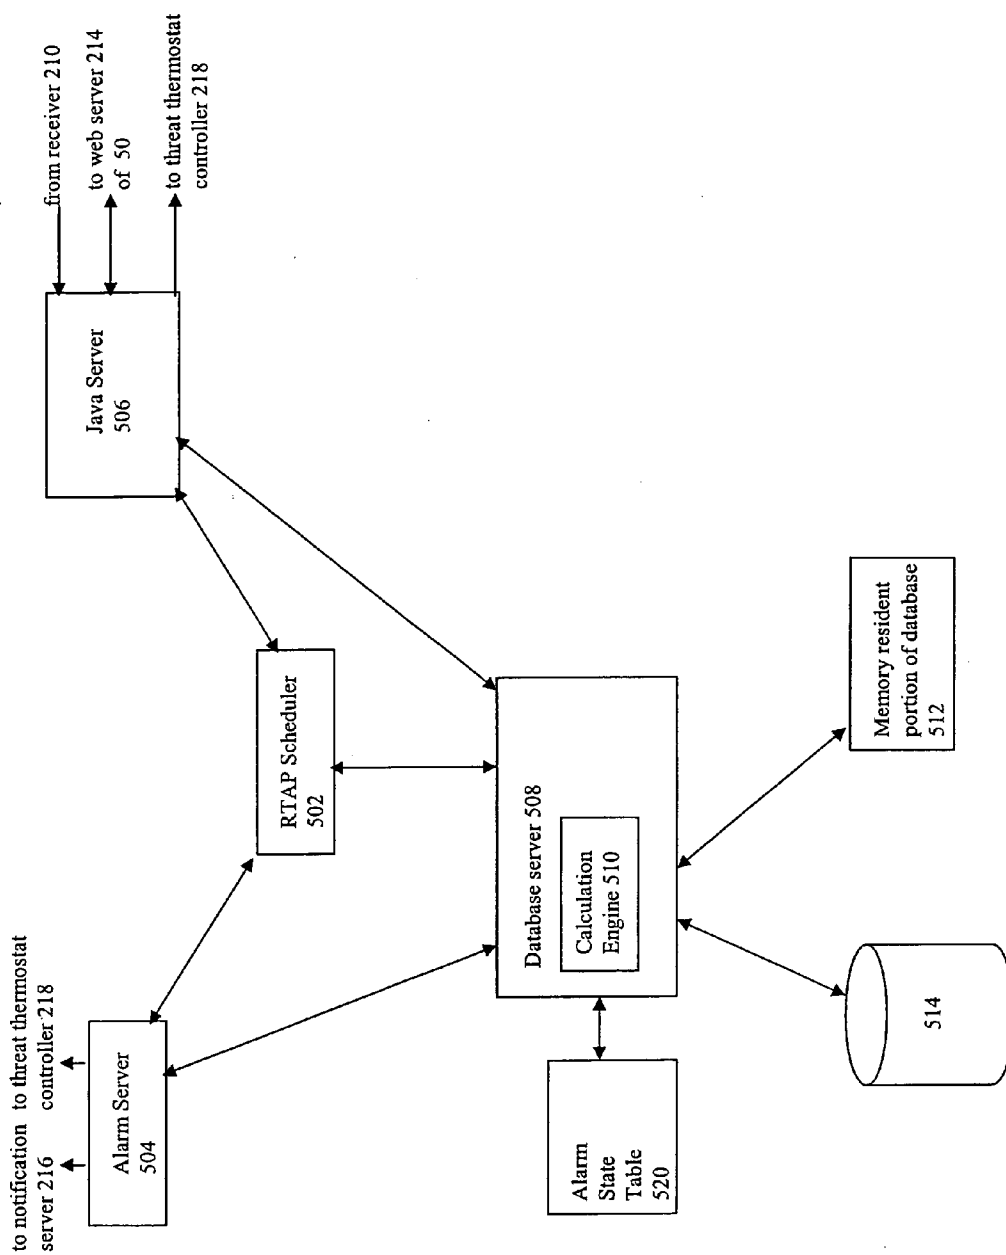 to notification
server 216
to threat thermostat
controller 218
Alarm Server
504
RTAP Scheduler
502
Java Server
506
from receiver 210
to web server 214
of 50
to threat thermostat
controller 218
Database server 508
Calculation
Engine 510
Alarm
State
Table
520
514
Memory resident
portion of database
512